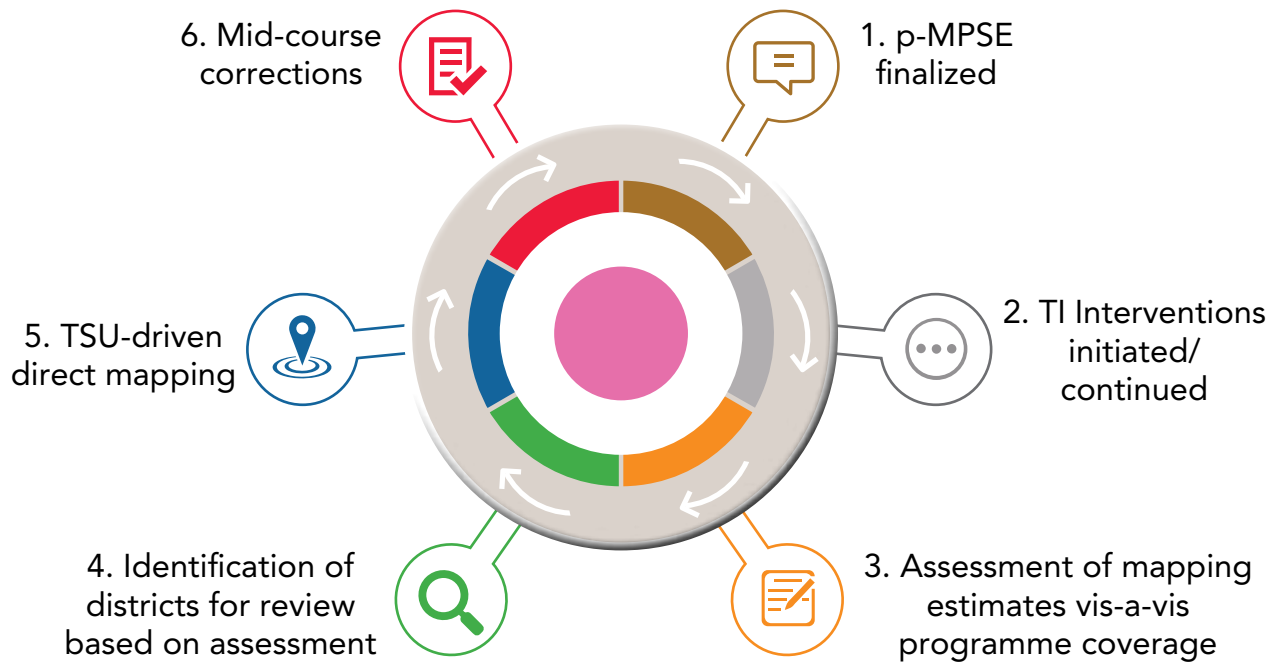 1. p-MPSE
finalized
2. TI Interventions
initiated/
continued
3. Assessment of mapping
estimates vis-a-vis
programme coverage
4. Identification of
districts for review
based on assessment
5. TSU-driven
direct mapping
6. Mid-course
corrections